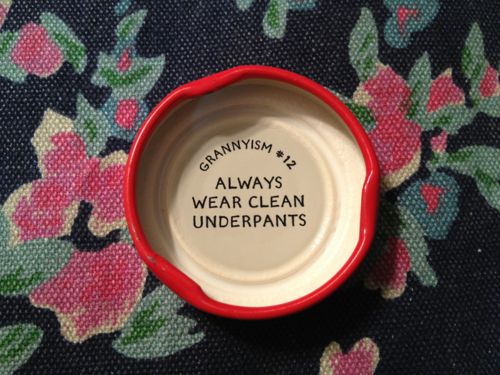 GRANNYISM #12
ALWAYS
WEAR CLEAN
UNDERPANTS